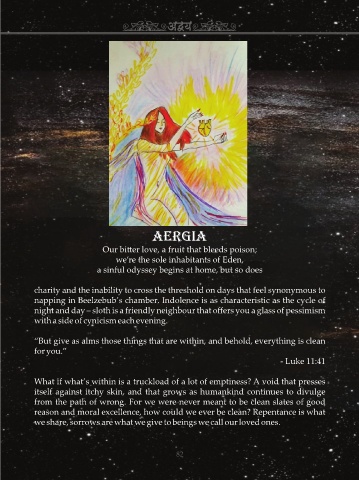 अद्वय
AERGIA
Our bitter love, a fruit that bleeds poison;
we're the sole inhabitants of Eden,
a sinful odyssey begins at home, but so does
charity and the inability to cross the threshold on days that feel synonymous to
napping in Beelzebub's chamber. Indolence is as characteristic as the cycle of
night and day – sloth is a friendly neighbour that offers you a glass of pessimism
with a side of cynicism each evening.
“But give as alms those things that are within, and behold, everything is clean
for you.”
- Luke 11:41
What if what's within is a truckload of a lot of emptiness? A void that presses
itself against itchy skin, and that grows as humankind continues to divulge
from the path of wrong. For we were never meant to be clean slates of good
reason and moral excellence, how could we ever be clean? Repentance is what
we share, sorrows are what we give to beings we call our loved ones.
62